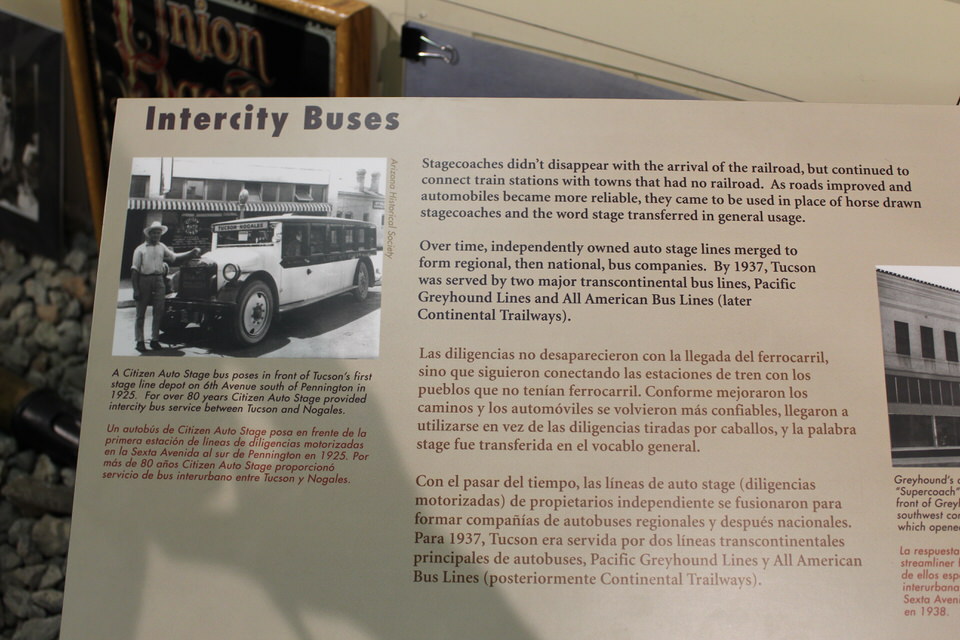 Union
Intercity Buses
Arizona Historical Society
TUCSON-NOGALES
A Citizen Auto Stage bus poses in front of Tucson's first
stage line depot on 6th Avenue south of Pennington in
1925. For over 80 years Citizen Auto Stage provided
intercity bus service between Tucson and Nogales.
Un autobús de Citizen Auto Stage posa en frente de la
primera estación de líneas de diligencias motorizadas
en la Sexta Avenida al sur de Pennington en 1925. Por
más de 80 años Citizen Auto Stage proporcionó
servicio de bus interurbano entre Tucson y Nogales.
Stagecoaches didn't disappear with the arrival of the railroad, but continued to
connect train stations with towns that had no railroad. As roads improved and
automobiles became more reliable, they came to be used in place of horse drawn
stagecoaches and the word stage transferred in general usage.
Over time, independently owned auto stage lines merged to
form regional, then national, bus companies. By 1937, Tucson
was served by two major transcontinental bus lines, Pacific
Greyhound Lines and All American Bus Lines (later
Continental Trailways).
Las diligencias no desaparecieron con la llegada del ferrocarril,
sino que siguieron conectando las estaciones de tren con los
pueblos que no tenían ferrocarril. Conforme mejoraron los
caminos y los automóviles se volvieron más confiables, llegaron a
utilizarse en vez de las diligencias tiradas por caballos, y la palabra
stage fue transferida en el vocablo general.
Con el pasar del tiempo, las líneas de auto stage (diligencias
motorizadas) de propietarios independiente se fusionaron para
formar compañías de autobuses regionales y después nacionales.
Para 1937, Tucson era servida por dos líneas transcontinentales
principales de autobuses, Pacific Greyhound Lines y All American
Bus Lines (posteriormente Continental Trailways).
Greyhound's
"Supercoach"
front of Greyh
southwest cor
which opene
La respuesta
streamliner
de ellos esp
interurbana
Sexta Aven
en 1938.